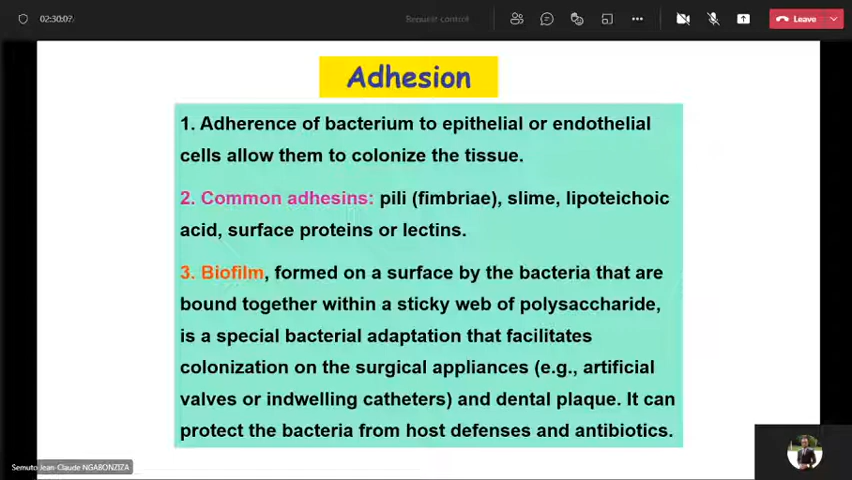 02:30:07
Request control
Leave
Adhesion
1. Adherence of bacterium to epithelial or endothelial
cells allow them to colonize the tissue.
2. Common adhesins: pili (fimbriae), slime, lipoteichoic
acid, surface proteins or lectins.
3. Biofilm, formed on a surface by the bacteria that are
bound together within a sticky web of polysaccharide,
is a special bacterial adaptation that facilitates
colonization on the surgical appliances (e.g., artificial
valves or indwelling catheters) and dental plaque. It can
protect the bacteria from host defenses and antibiotics.
Semuto Jean-Claude NGABONZIZA